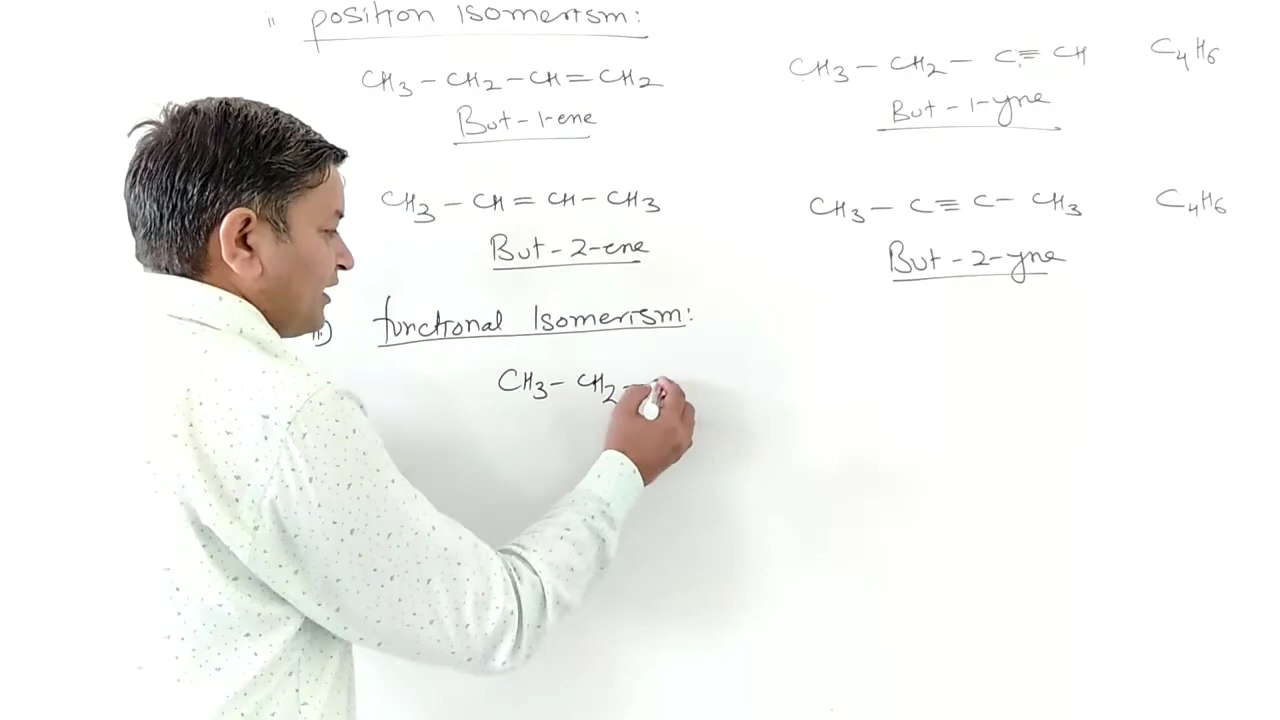 ii position Isomerism:
CH3 - CH2 - CH = CH2
But - 1 - ene
CH3 - CH2 - C ≡ CH C4H6
But - 1 - yne
CH3 - CH = CH - CH3
But - 2 - ene
CH3 - C ≡ C - CH3 C4H6
But - 2 - yne
functional Isomerism:
CH3 - CH2 -